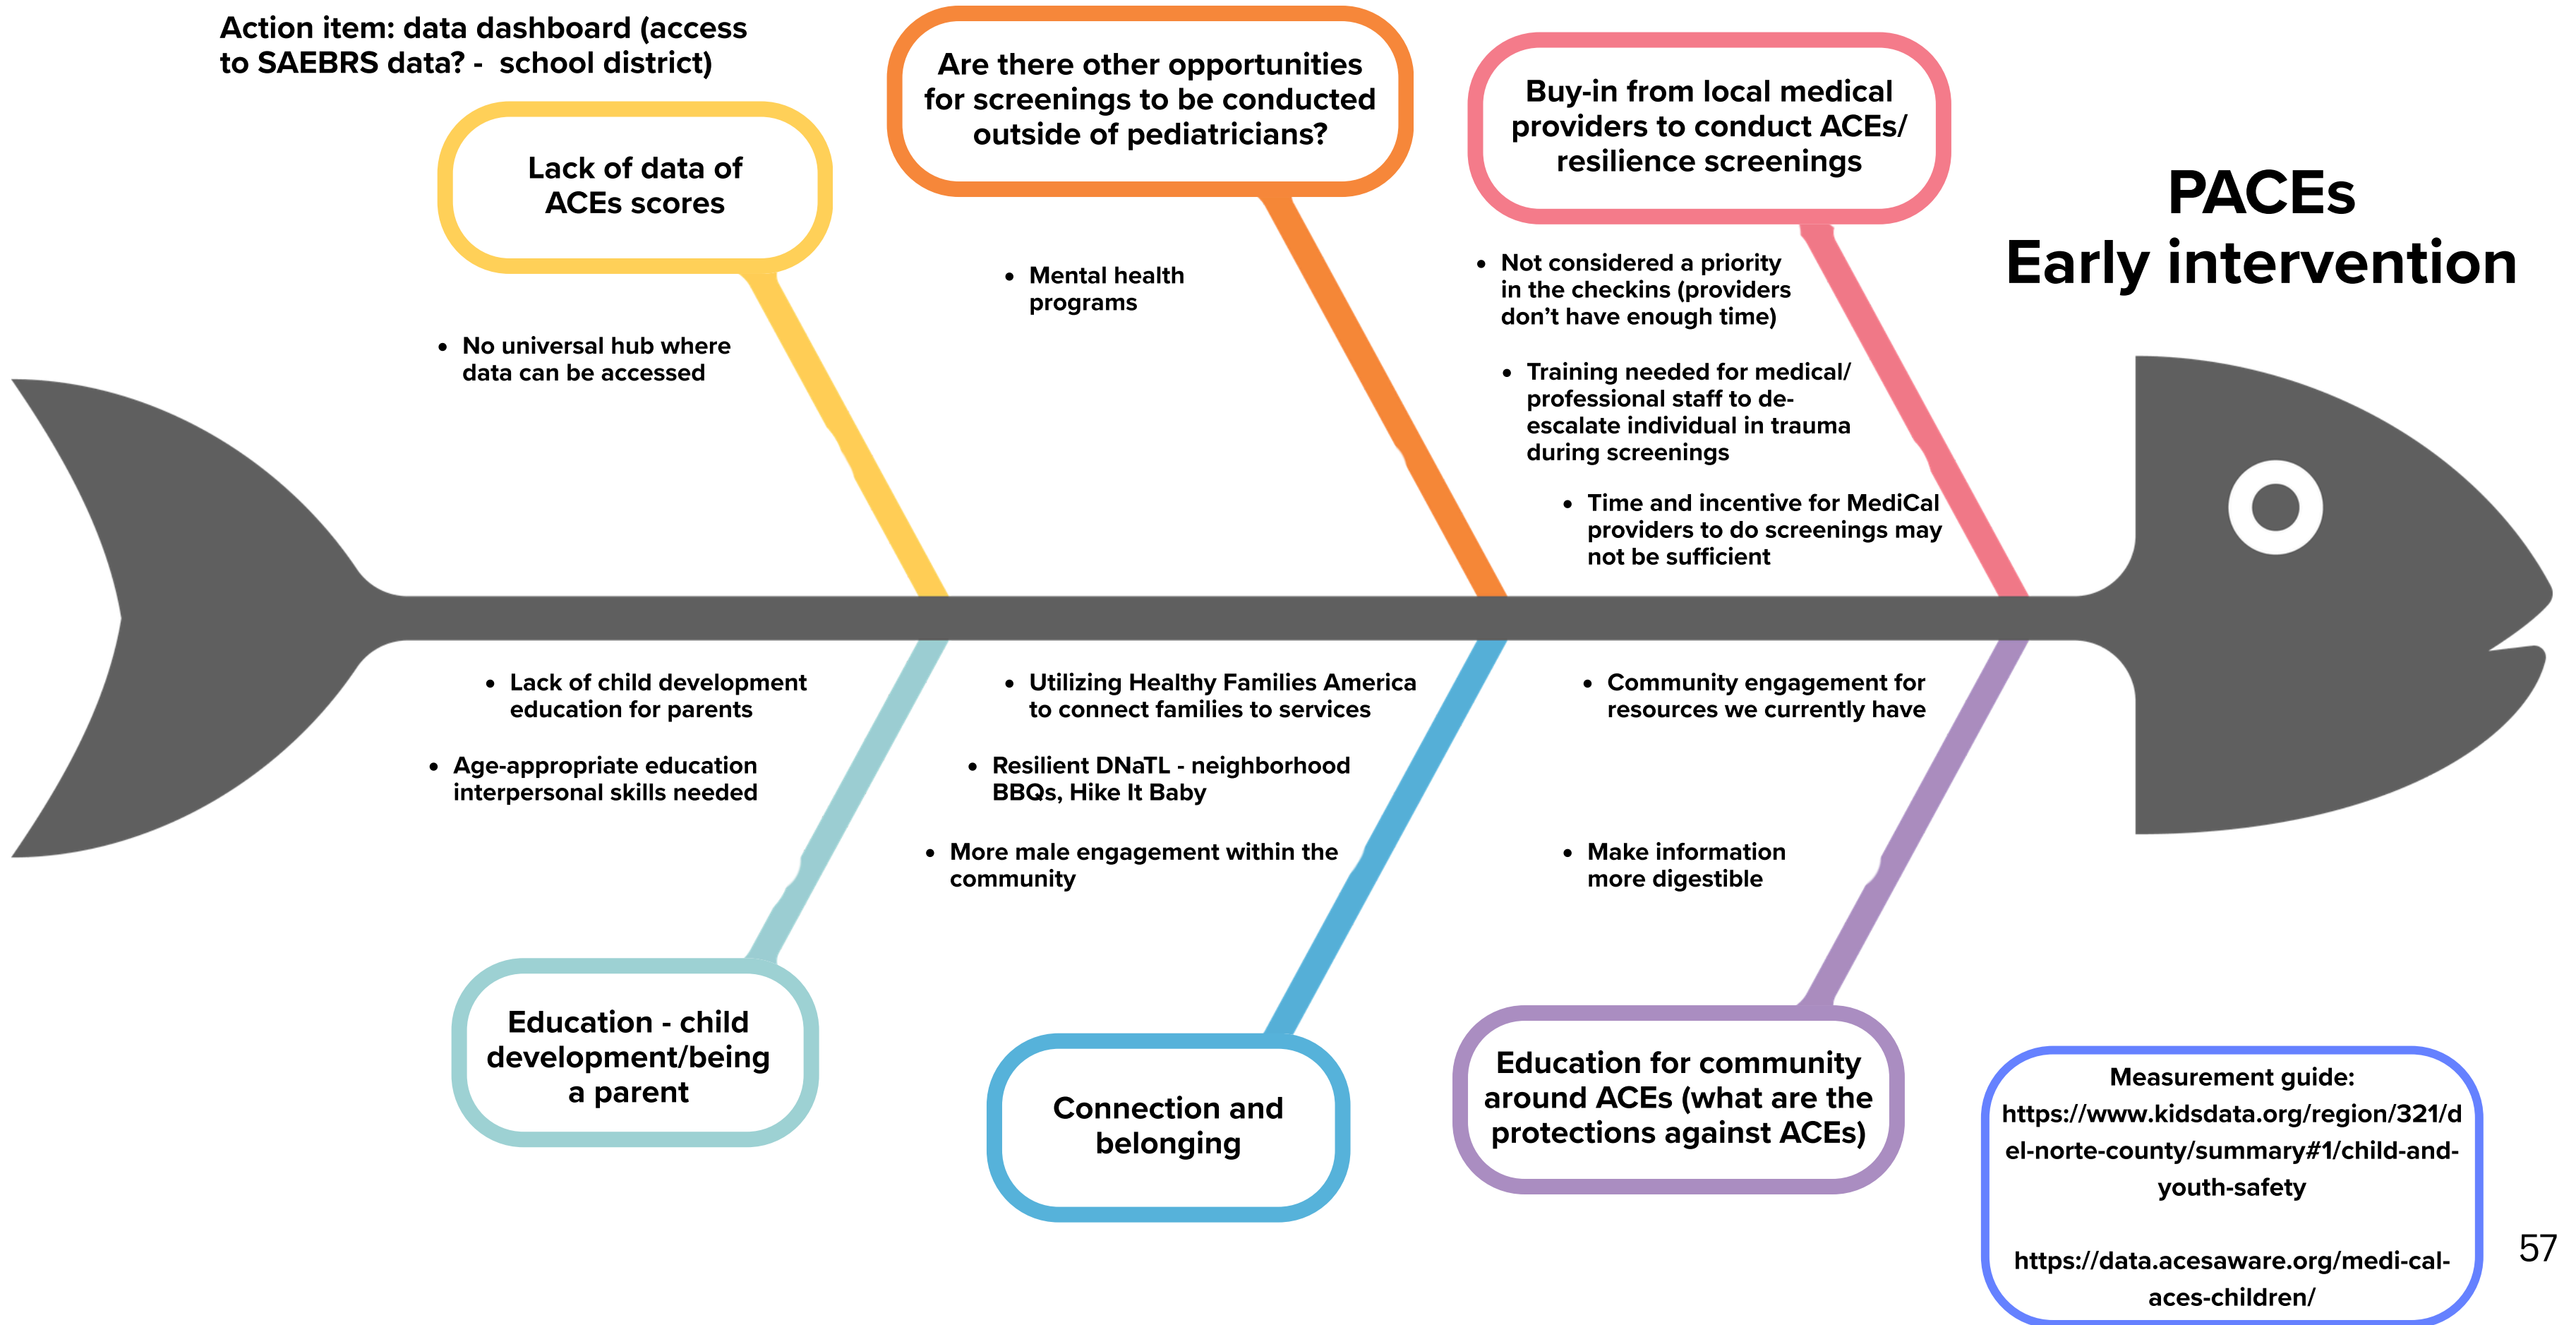 Action item: data dashboard (access
to SAEBRS data? -  school district)
Lack of data of
ACEs scores
• No universal hub where
data can be accessed
Are there other opportunities
for screenings to be conducted
outside of pediatricians?
• Mental health
programs
Buy-in from local medical
providers to conduct ACEs/
resilience screenings
• Not considered a priority
in the checkins (providers
don’t have enough time)
• Training needed for medical/
professional staff to de-
escalate individual in trauma
during screenings
• Time and incentive for MediCal
providers to do screenings may
not be sufficient
PACEs
Early intervention
• Lack of child development
education for parents
• Age-appropriate education
interpersonal skills needed
Education - child
development/being
a parent
• Utilizing Healthy Families America
to connect families to services
• Resilient DNaTL - neighborhood
BBQs, Hike It Baby
• More male engagement within the
community
Connection and
belonging
• Community engagement for
resources we currently have
• Make information
more digestible
Education for community
around ACEs (what are the
protections against ACEs)
Measurement guide:
https://www.kidsdata.org/region/321/d
el-norte-county/summary#1/child-and-
youth-safety
https://data.acesaware.org/medi-cal-
aces-children/
57